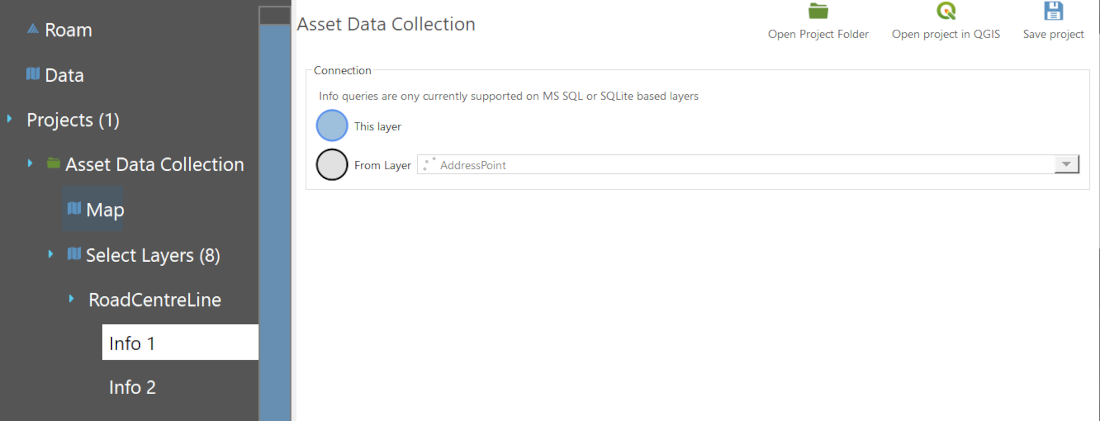 Roam
Data
Projects (1)
Asset Data Collection
Map
Select Layers (8)
RoadCentreLine
Info 1
Info 2
Asset Data Collection
Open Project Folder
Open project in QGIS
Save project
Connection
Info queries are ony currently supported on MS SQL or SQLite based layers
This layer
From Layer AddressPoint